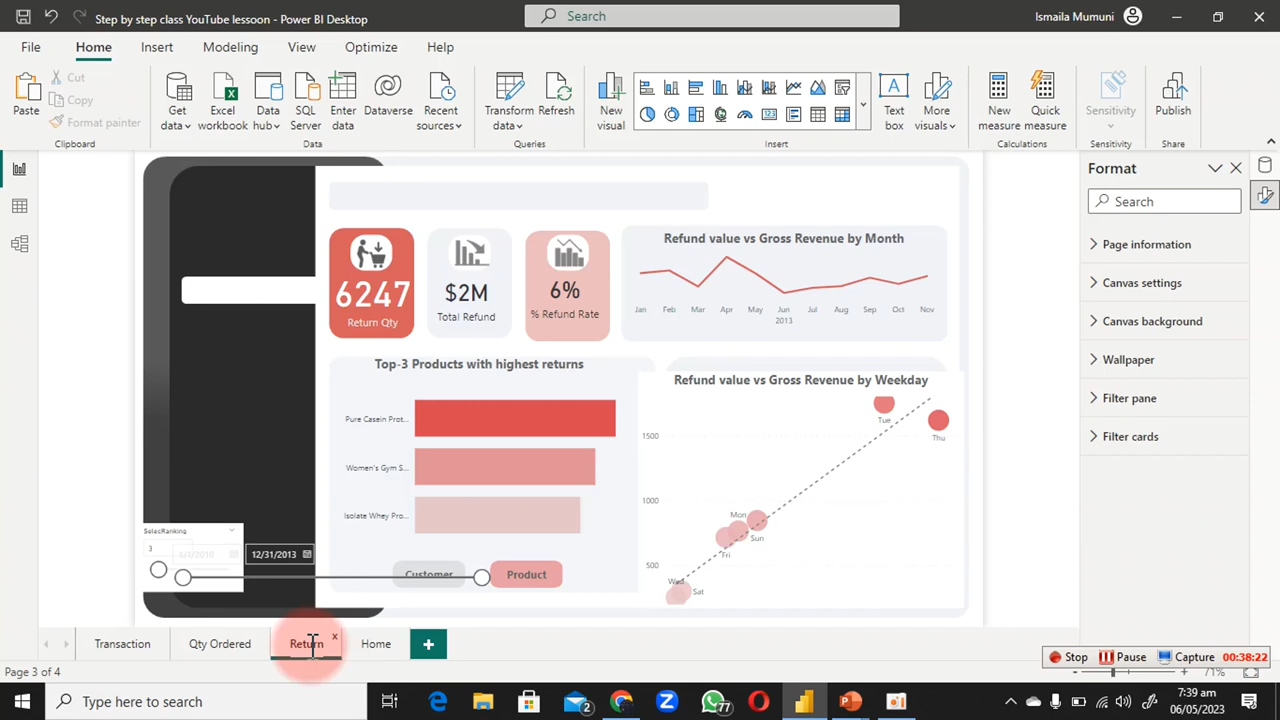 Step by step class YouTube lessoon - Power BI Desktop
Search
Ismaila Mumuni
File
Home
Insert
Modeling
View
Optimize
Help
Paste
Cut
Copy
Format painter
Clipboard
Get data
Excel workbook
Data hub
SQL Server
Enter data
Dataverse
Recent sources
Data
Transform data
Refresh
Queries
New visual
Text box
More visuals
Insert
New measure
Quick measure
Calculations
Sensitivity
Sensitivity
Publish
Share
Format
Search
Page information
Canvas settings
Canvas background
Wallpaper
Filter pane
Filter cards
6247
Return Qty
$2M
Total Refund
6%
% Refund Rate
Refund value vs Gross Revenue by Month
Jan Feb Mar Apr May Jun Jul Aug Sep Oct Nov
2013
Top-3 Products with highest returns
Pure Casein Prot...
Women's Gym S...
Isolate Whey Pro...
Customer
Product
Refund value vs Gross Revenue by Weekday
1500
1000
500
Tue
Thu
Mon
Sun
Fri
Wed
Sat
SelecRanking
3
1/1/2010
12/31/2013
Transaction
Qty Ordered
Return
x
Home
Page 3 of 4
Stop
Pause
Capture
00:38:22
71%
Type here to search
2
77
7:39 am
06/05/2023